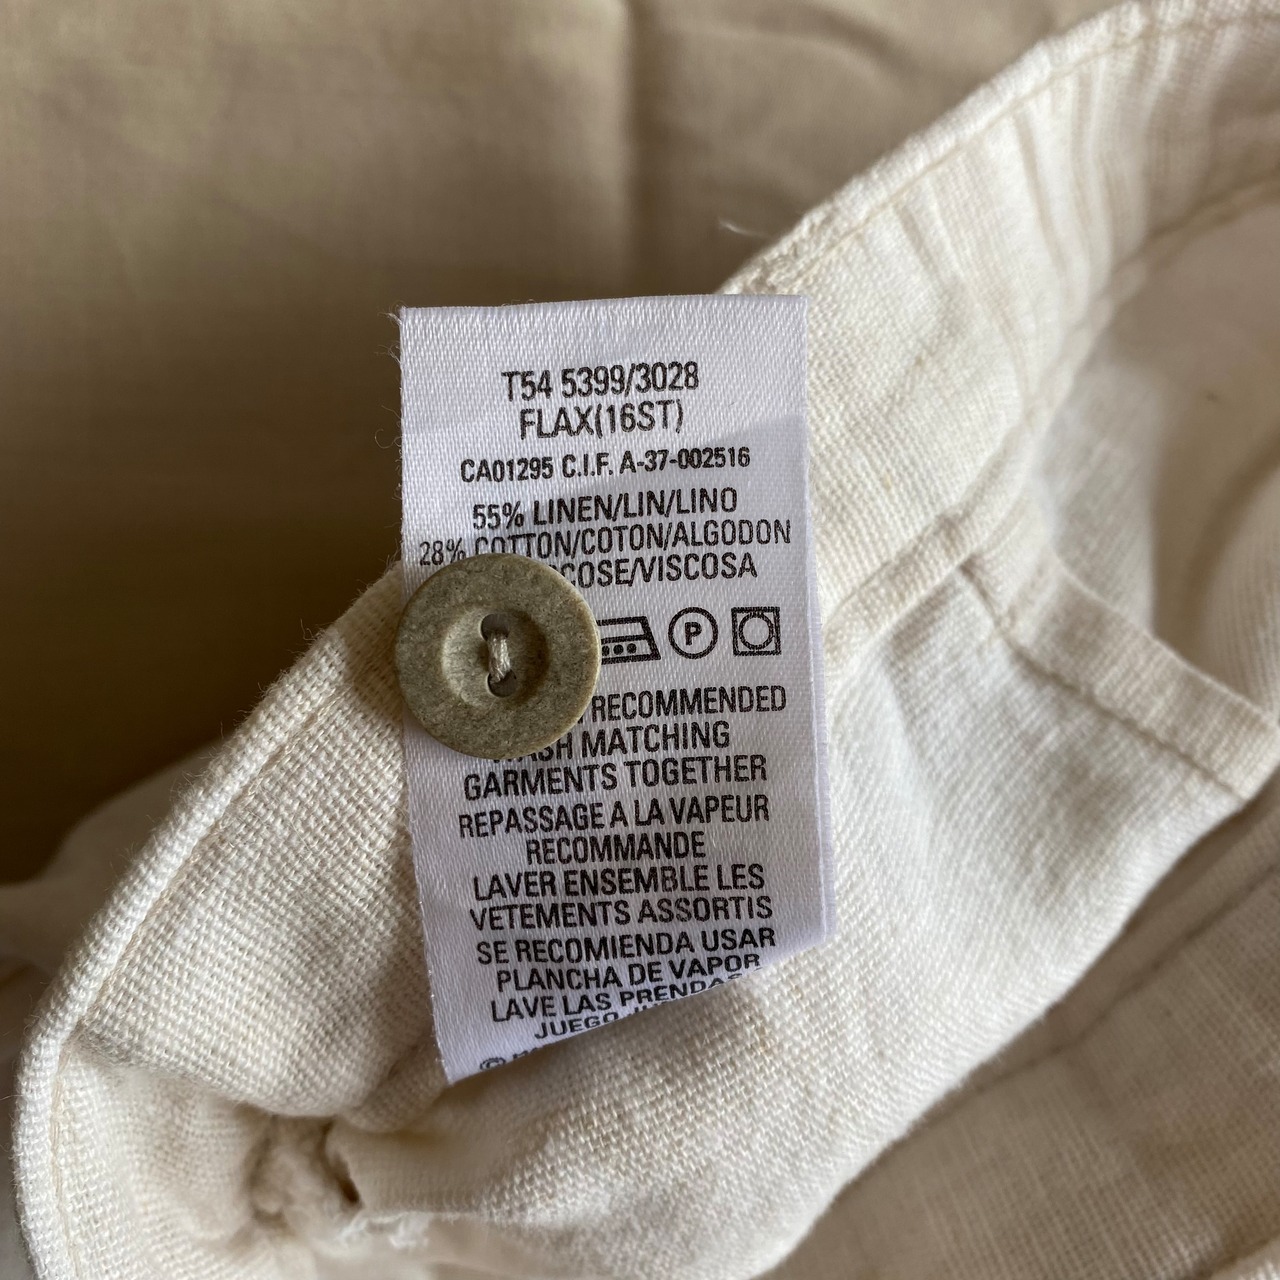 T54 5399/3028
FLAX(16ST)
CA01295 C.I.F. A-37-002516
55% LINEN/LIN/LINO
28% COTTON/COTON/ALGODON
COSE/VISCOSA
P
RECOMMENDED
WASH MATCHING
GARMENTS TOGETHER
REPASSAGE A LA VAPEUR
RECOMMANDE
LAVER ENSEMBLE LES
VETEMENTS ASSORTIS
SE RECOMIENDA USAR
PLANCHA DE VAPOR
LAVE LAS PRENDAS
JUEGO
©